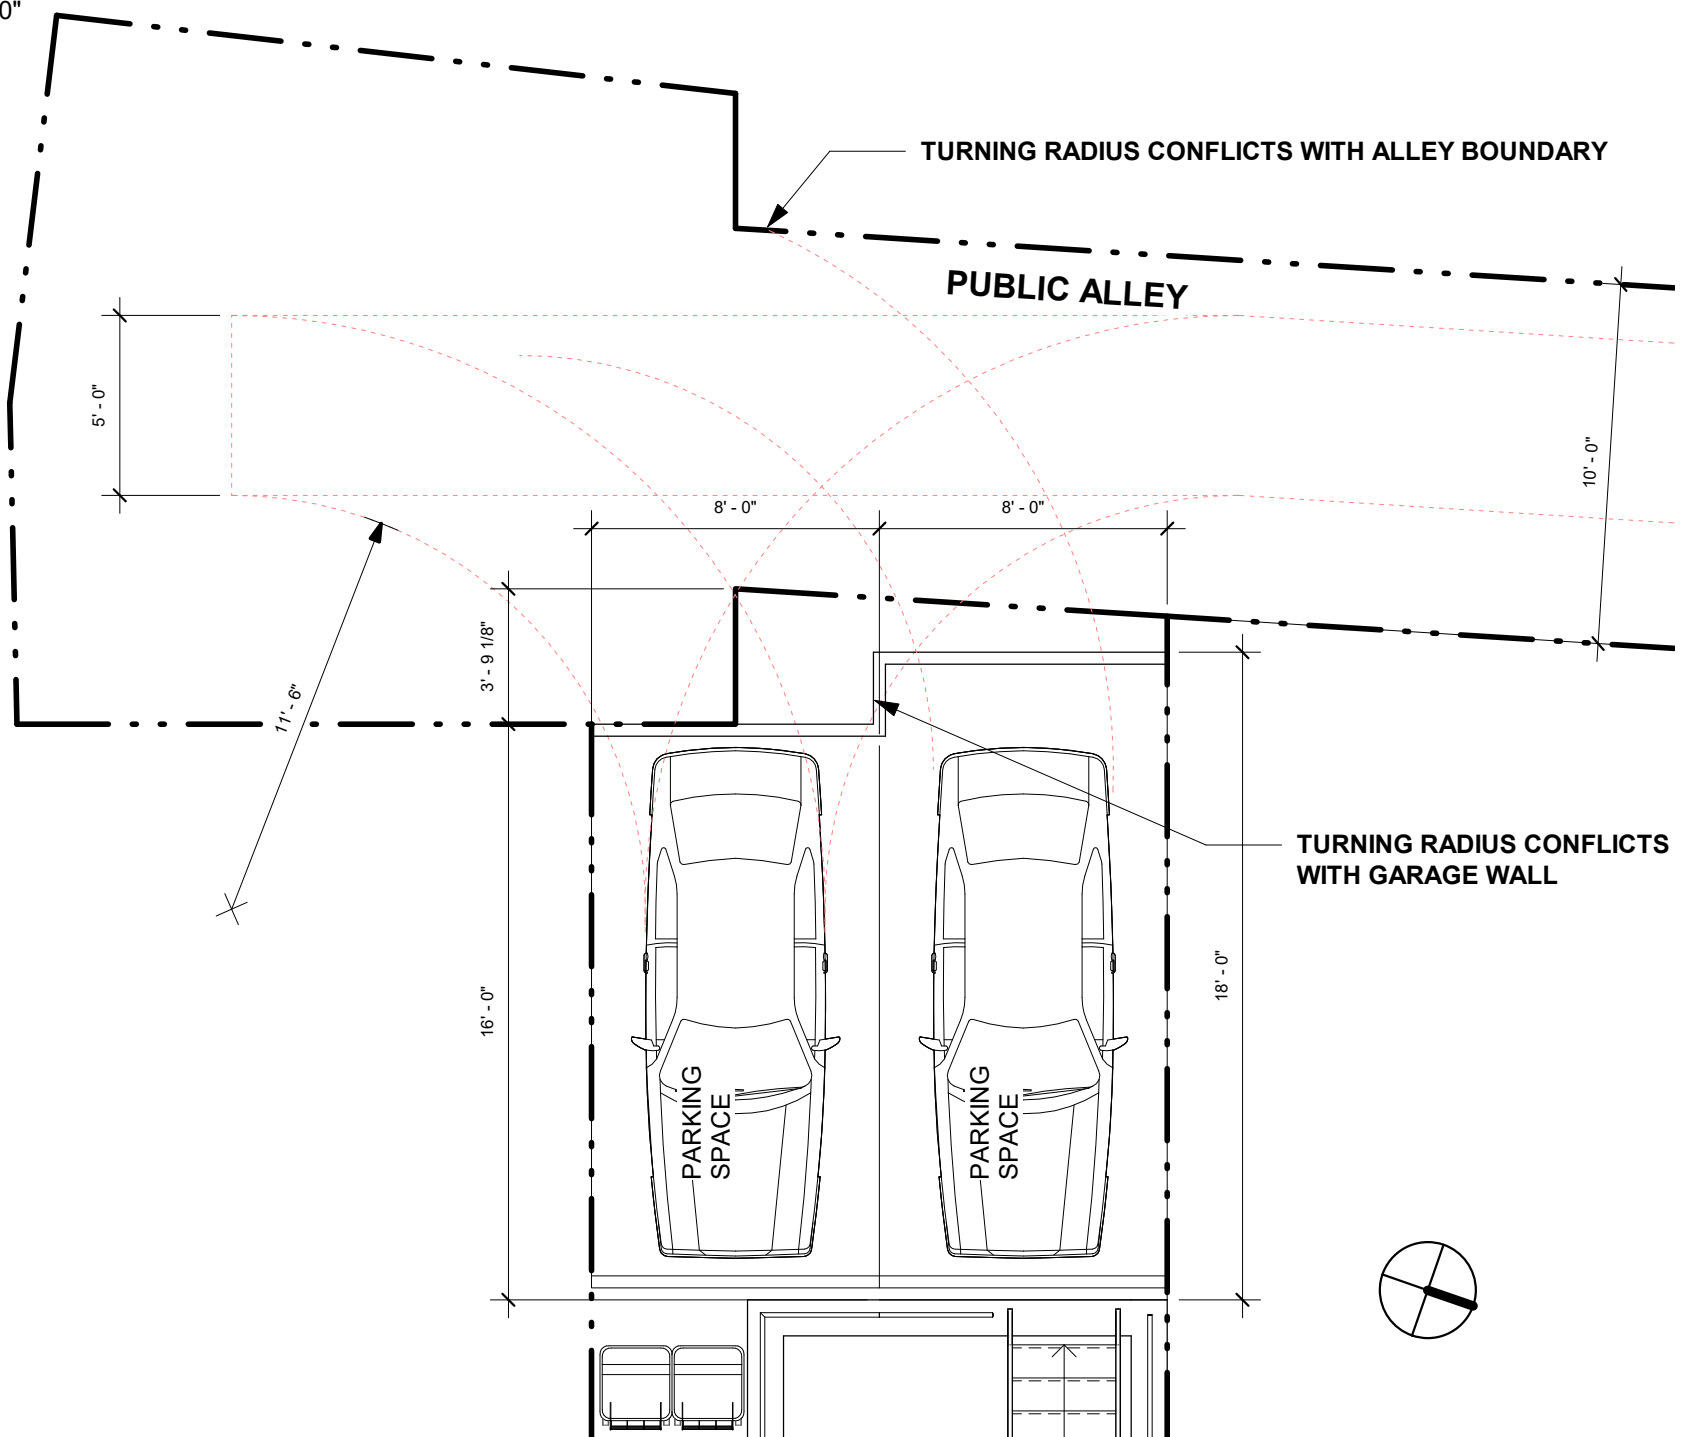 0"
TURNING RADIUS CONFLICTS WITH ALLEY BOUNDARY
PUBLIC ALLEY
5' - 0"
10' - 0"
8' - 0"
8' - 0"
3' - 9 1/8"
11' - 6"
TURNING RADIUS CONFLICTS
WITH GARAGE WALL
16' - 0"
18' - 0"
PARKING
SPACE
PARKING
SPACE